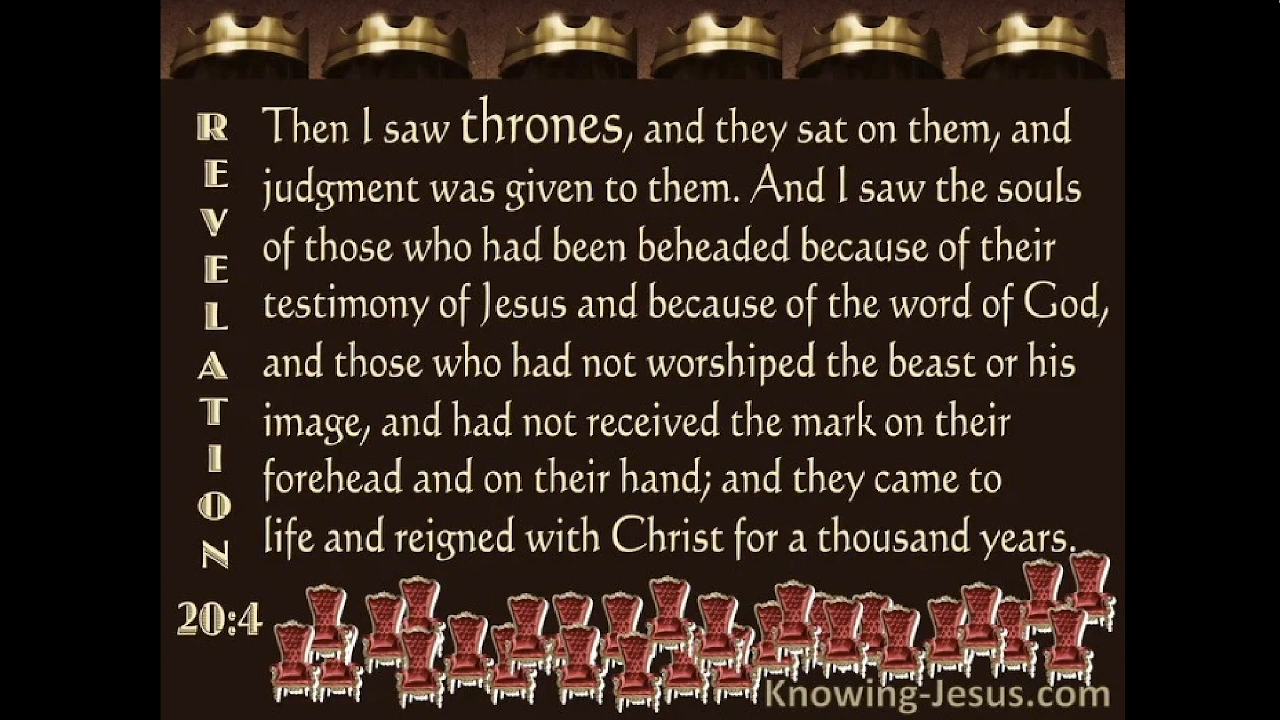 REVELATION
20:4
Then I saw thrones, and they sat on them, and
judgment was given to them. And I saw the souls
of those who had been beheaded because of their
testimony of Jesus and because of the word of God,
and those who had not worshiped the beast or his
image, and had not received the mark on their
forehead and on their hand; and they came to
life and reigned with Christ for a thousand years.
Knowing-Jesus.com